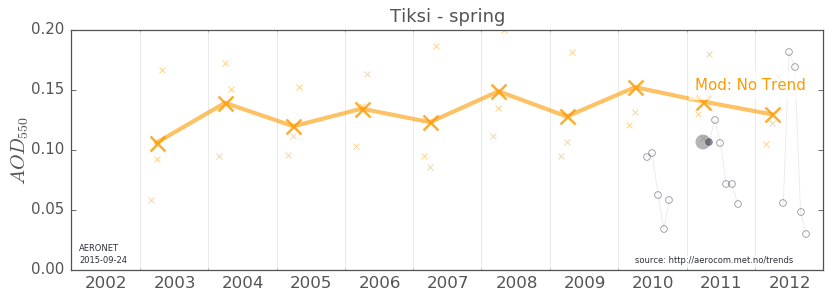 Tiksi - spring
0.20
0.15
0.10
0.05
0.00
AOD550
Mod: No Trend
AERONET
2015-09-24
source: http://aerocom.met.no/trends
2002 2003 2004 2005 2006 2007 2008 2009 2010 2011 2012